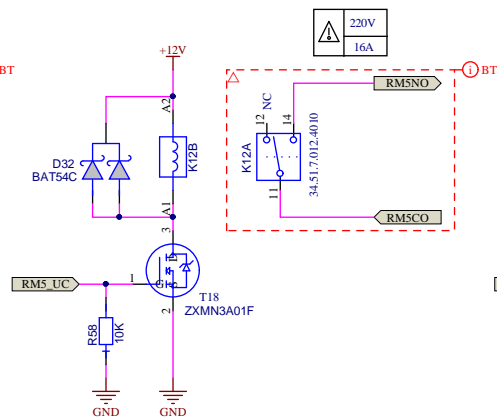 220V
16A
+12V
BT
i
BT
A2
D32
BAT54C
K12B
A1
3
RM5_UC
1
G
T18
ZXMN3A01F
2
R58
10K
GND
GND
NC
12
14
K12A
11
34.51.7.012.4010
RM5NO
RM5CO